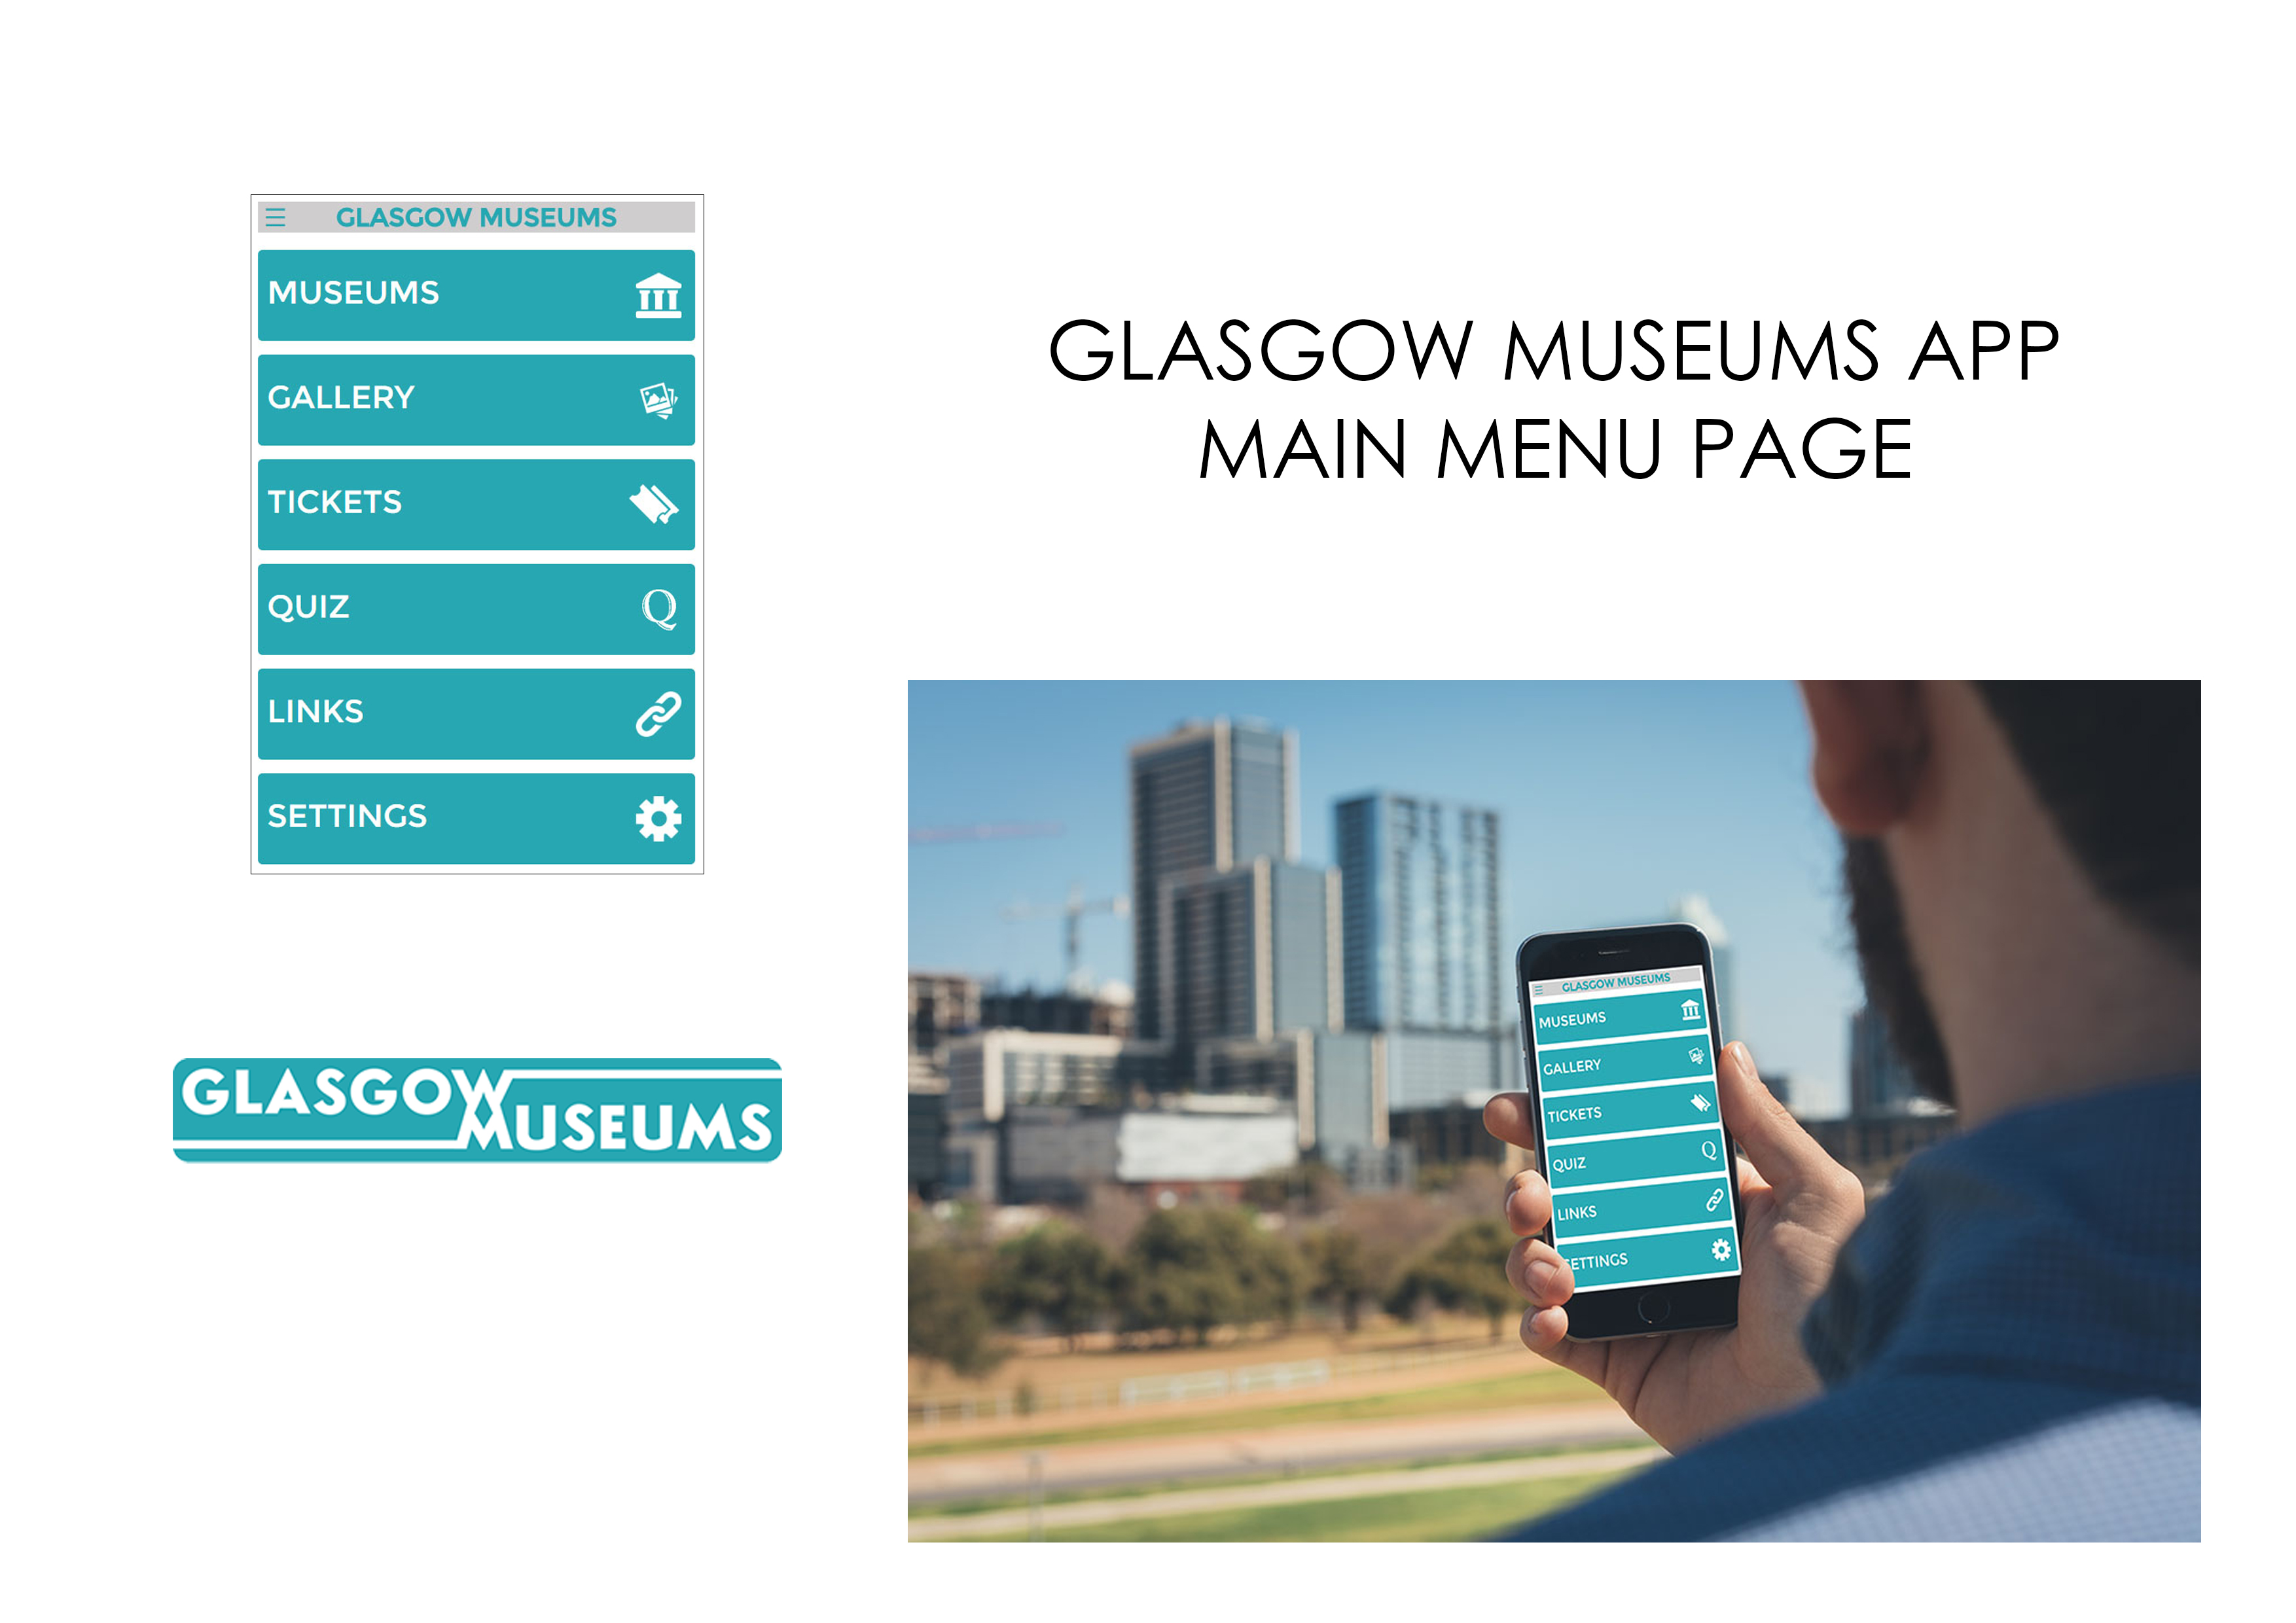 GLASGOW MUSEUMS
MUSEUMS
GALLERY
TICKETS
QUIZ
Q
LINKS
SETTINGS
GLASGOW
MUSEUMS
GLASGOW MUSEUMS APP
MAIN MENU PAGE
GLASGOW MUSEUMS
MUSEUMS
GALLERY
TICKETS
QUIZ
Q
LINKS
ETTINGS